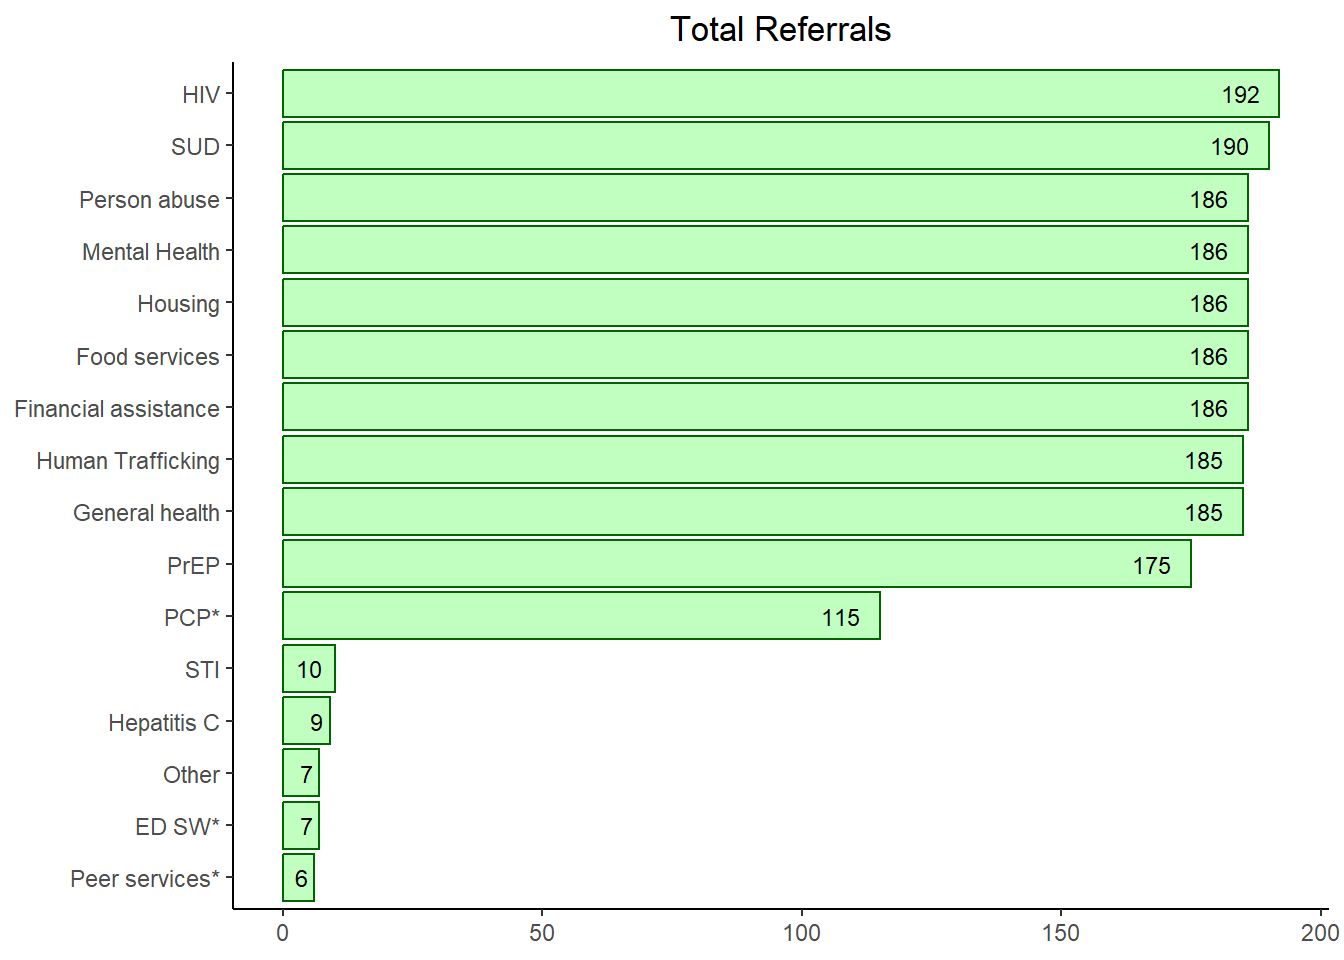 Total Referrals
HIV 192
SUD 190
Person abuse 186
Mental Health 186
Housing 186
Food services 186
Financial assistance 186
Human Trafficking 185
General health 185
PrEP 175
PCP* 115
STI 10
Hepatitis C 9
Other 7
ED SW* 7
Peer services* 6
0 50 100 150 200